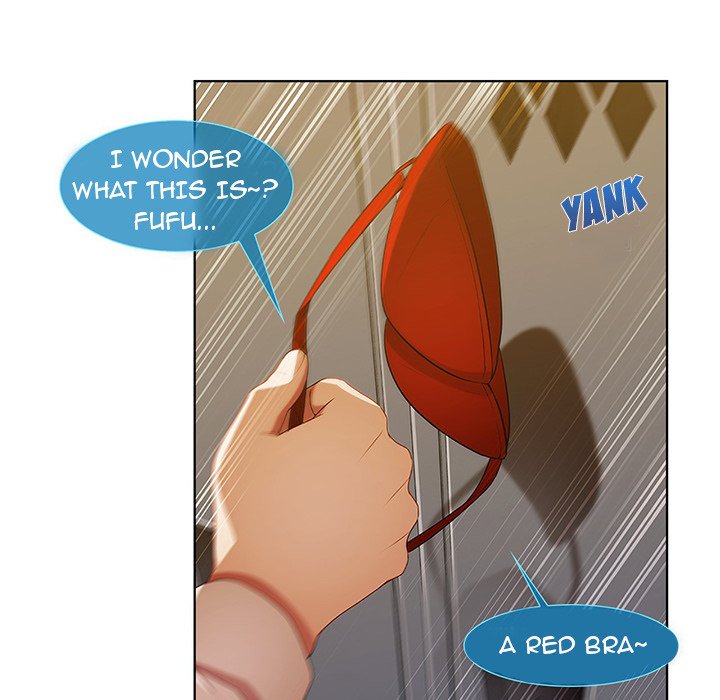 I WONDER
WHAT THIS IS~?
FUFU...
YANK
A RED BRA~